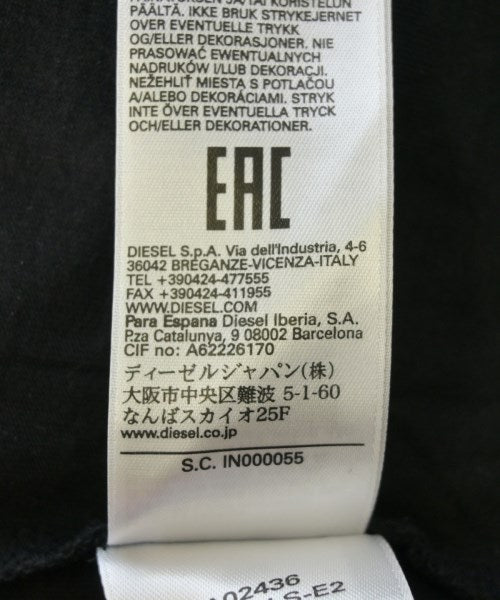 PÄÄLTÄ. IKKE BRUK STRYKEJERNET
OVER EVENTUELLE TRYKK
OG/ELLER DEKORASJONER. NIE
PRASOWAĆ EWENTUALNYCH
NADRUKÓW I/LUB DEKORACJI.
NEŽEHLIŤ MIESTA S POTLAČOU
A/ALEBO DEKORÁCIAMI. STRYK
INTE ÖVER EVENTUELLA TRYCK
OCH/ELLER DEKORATIONER.
EAC
DIESEL S.p.A. Via dell'Industria, 4-6
36042 BREGANZE-VICENZA-ITALY
TEL +390424-477555
FAX +390424-411955
WWW.DIESEL.COM
Para Espana Diesel Iberia, S.A.
P.za Catalunya, 9 08002 Barcelona
CIF no: A62226170
ディーゼルジャパン(株)
大阪市中央区難波 5-1-60
なんばスカイオ25F
www.diesel.co.jp
S.C. IN000055
A02436
LS-E2